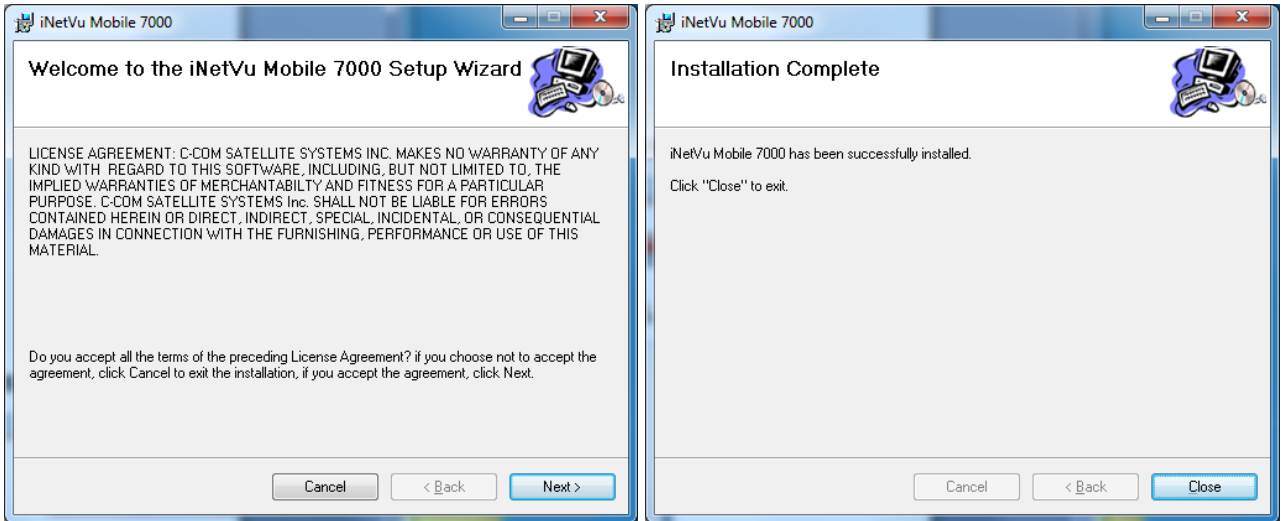 iNetVu Mobile 7000
Welcome to the iNetVu Mobile 7000 Setup Wizard
LICENSE AGREEMENT: C-COM SATELLITE SYSTEMS INC. MAKES NO WARRANTY OF ANY
KIND WITH REGARD TO THIS SOFTWARE, INCLUDING, BUT NOT LIMITED TO, THE
IMPLIED WARRANTIES OF MERCHANTABILTY AND FITNESS FOR A PARTICULAR
PURPOSE. C-COM SATELLITE SYSTEMS Inc. SHALL NOT BE LIABLE FOR ERRORS
CONTAINED HEREIN OR DIRECT, INDIRECT, SPECIAL, INCIDENTAL, OR CONSEQUENTIAL
DAMAGES IN CONNECTION WITH THE FURNISHING, PERFORMANCE OR USE OF THIS
MATERIAL.
Do you accept all the terms of the preceding License Agreement? if you choose not to accept the
agreement, click Cancel to exit the installation, if you accept the agreement, click Next.
Cancel < Back Next >
iNetVu Mobile 7000
Installation Complete
iNetVu Mobile 7000 has been successfully installed.
Click "Close" to exit.
Cancel < Back Close